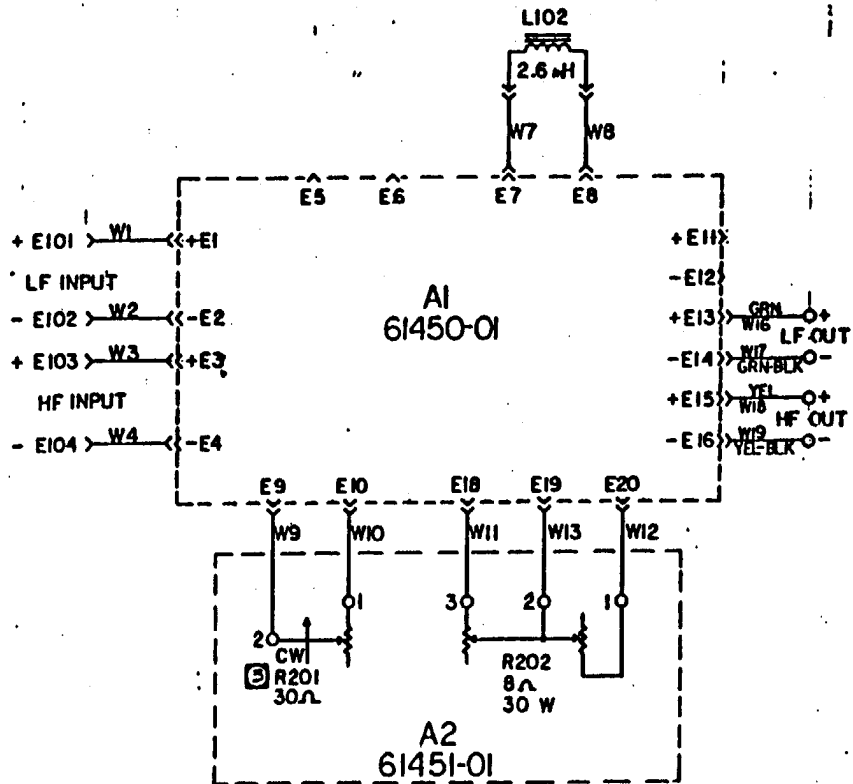 L102
2.6 mH
W7 W8
E5 E6 E7 E8
+ E101 W1 +E1
LF INPUT
- E102 W2 -E2
+ E103 W3 +E3
HF INPUT
- E104 W4 -E4
A1
61450-01
+E11
-E12
+E13 GRN W16 +
LF OUT
-E14 W17 GRN-BLK -
+E15 YEL W18 +
HF OUT
-E16 W19 YEL-BLK -
E9 E10 E18 E19 E20
W9 W10 W11 W13 W12
1 3 2 1
2
CW
3 R201
30Ω
R202
8Ω
30 W
A2
61451-01